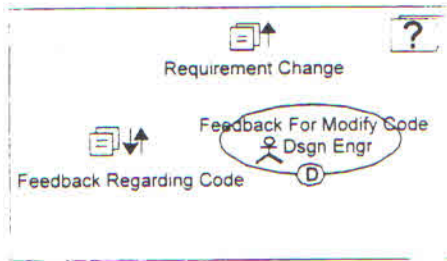 ?
Requirement Change
Feedback For Modify Code
Dsgn Engr
Feedback Regarding Code
D